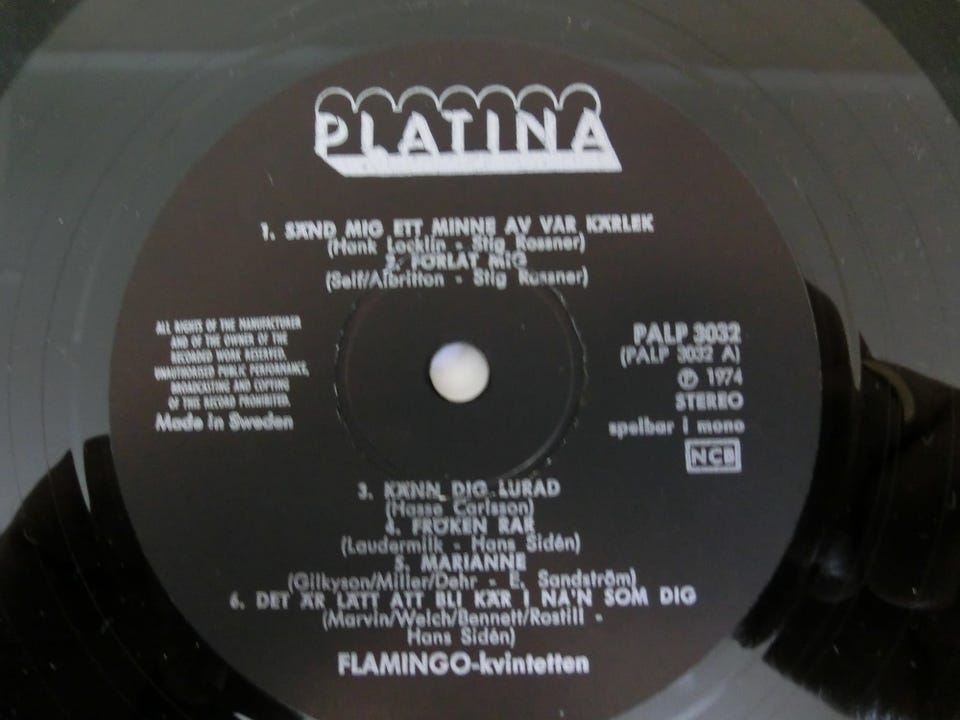 PLATINA
1. SÄND MIG ETT MINNE AV VAR KÄRLEK
(Hank Locklin - Stig Rossner)
2. FÖRLAT MIG
(Self/Albritton - Stig Rossner)
ALL RIGHTS OF THE MANUFACTURER
AND OF THE OWNER OF THE
RECORDED WORK RESERVED.
UNAUTHORISED PUBLIC PERFORMANCE,
BROADCASTING AND COPYING
OF THIS RECORD PROHIBITED.
Made in Sweden
PALP 3032
(PALP 3032 A)
Ⓟ 1974
STEREO
spelbar i mono
NCB
3. KÄNN DIG LURAD
(Hasse Carlsson)
4. FRÖKEN RAR
(Laudermilk - Hans Sidén)
5. MARIANNE
(Gilkyson/Miller/Dehr - E. Sandström)
6. DET ÄR LÄTT ATT BLI KÄR I NA'N SOM DIG
(Marvin/Welch/Bennett/Rostill -
Hans Sidén)
FLAMINGO-kvintetten